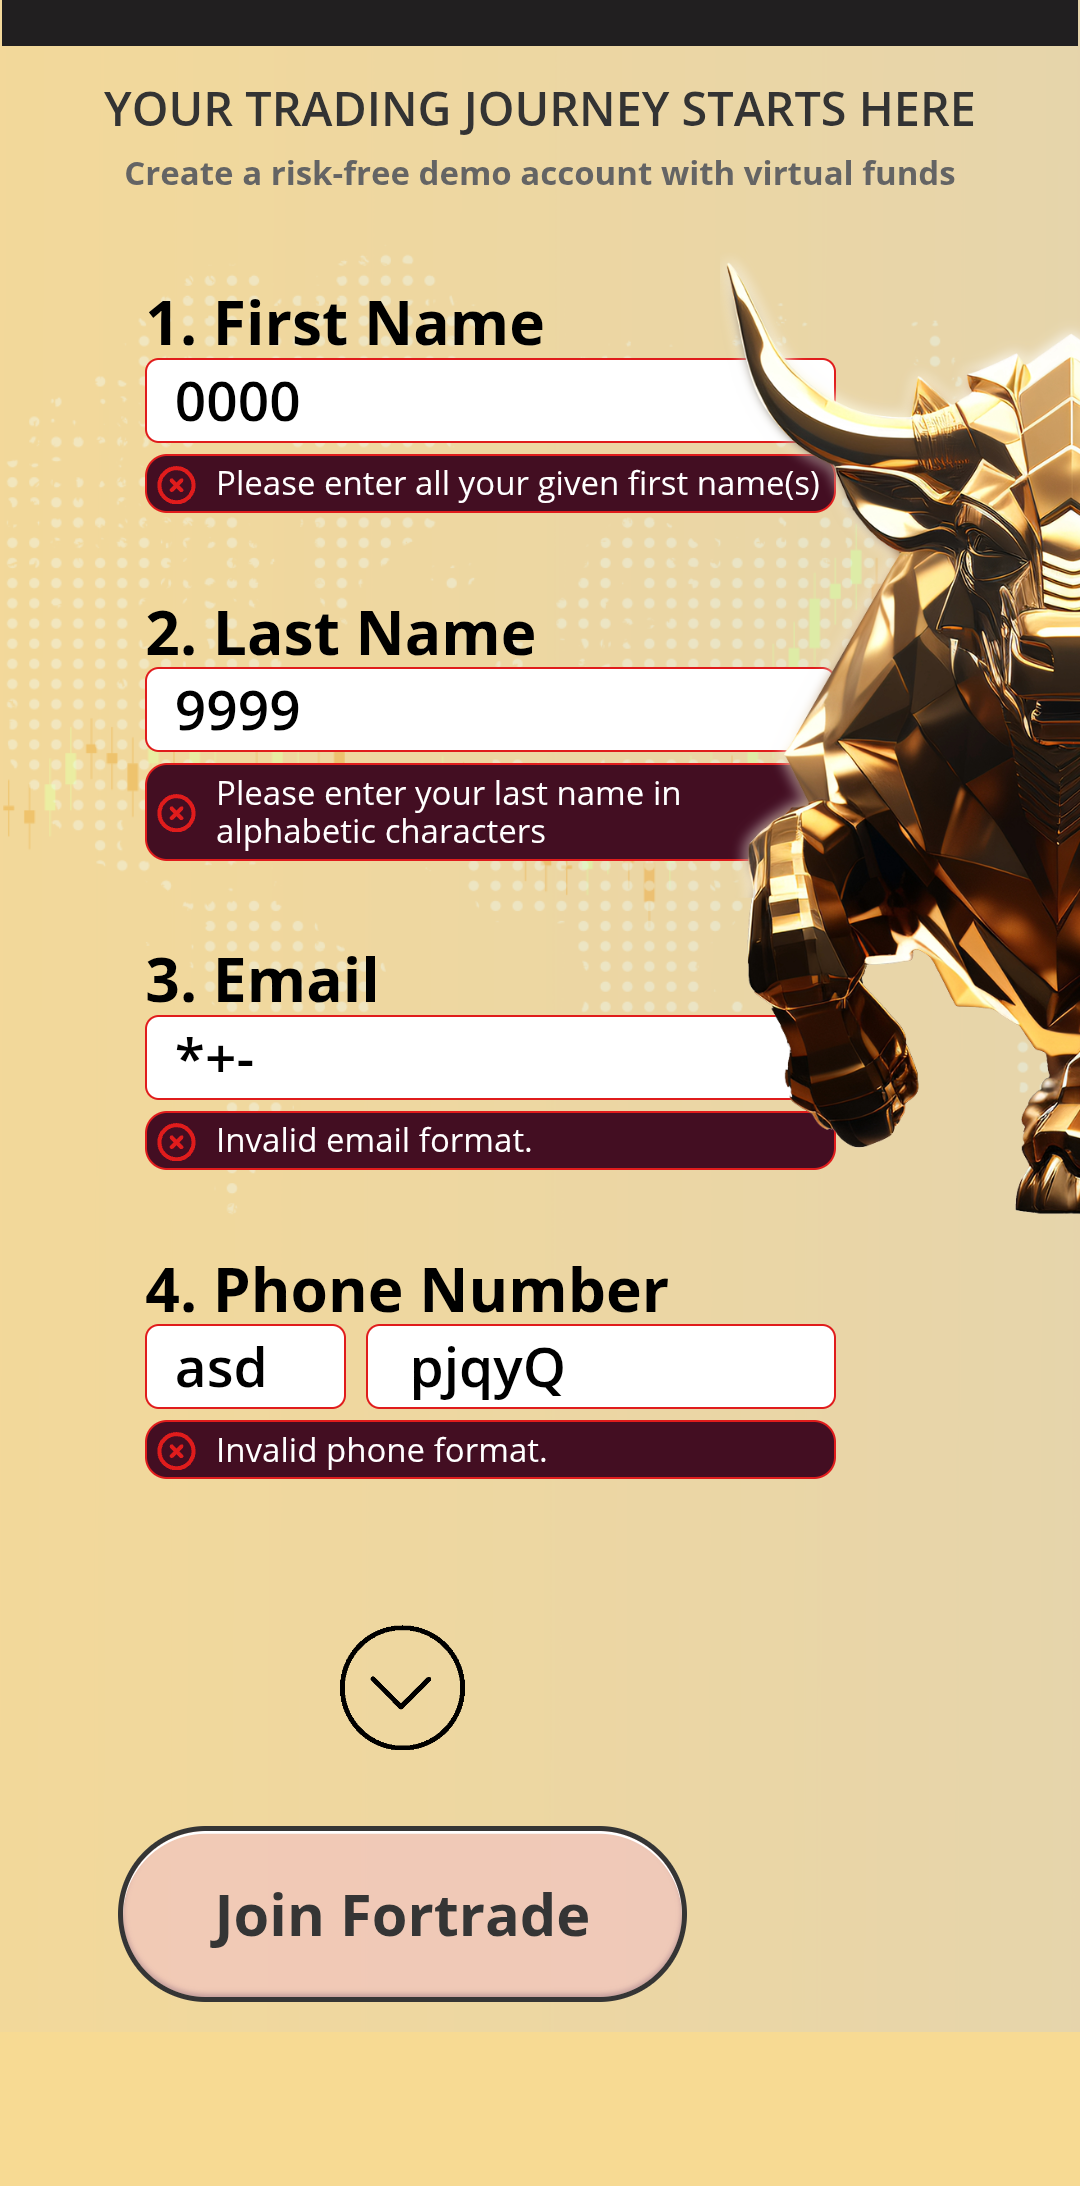 YOUR TRADING JOURNEY STARTS HERE
Create a risk-free demo account with virtual funds
1. First Name
0000
Please enter all your given first name(s)
2. Last Name
9999
Please enter your last name in
alphabetic characters
3. Email
*+-
Invalid email format.
4. Phone Number
asd pjqyQ
Invalid phone format.
Join Fortrade